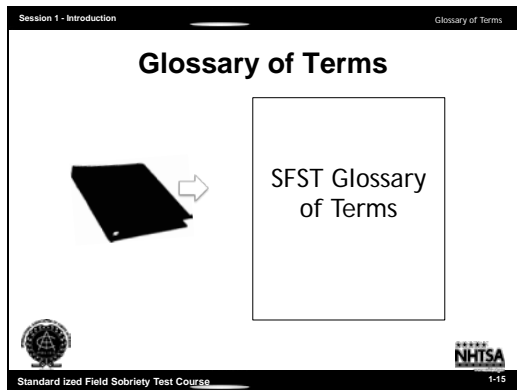 Session 1 - Introduction
Glossary of Terms
Glossary of Terms
SFST Glossary
of Terms
NHTSA
Standard ized Field Sobriety Test Course
1-15